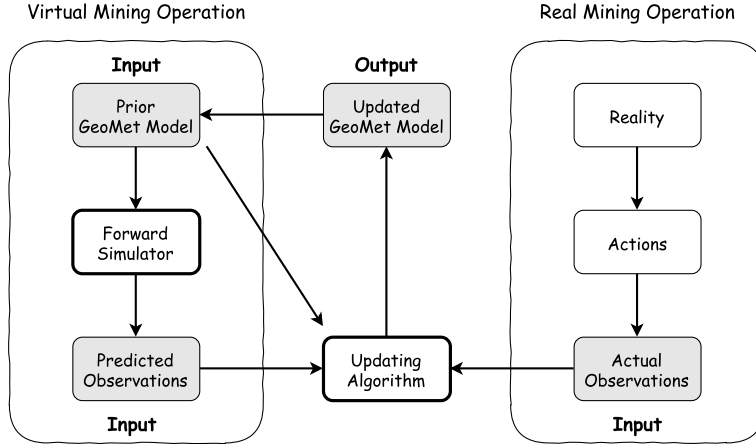 Virtual Mining Operation
Real Mining Operation
Input
Output
Prior
GeoMet Model
Updated
GeoMet Model
Reality
Forward
Simulator
Actions
Predicted
Observations
Updating
Algorithm
Actual
Observations
Input
Input